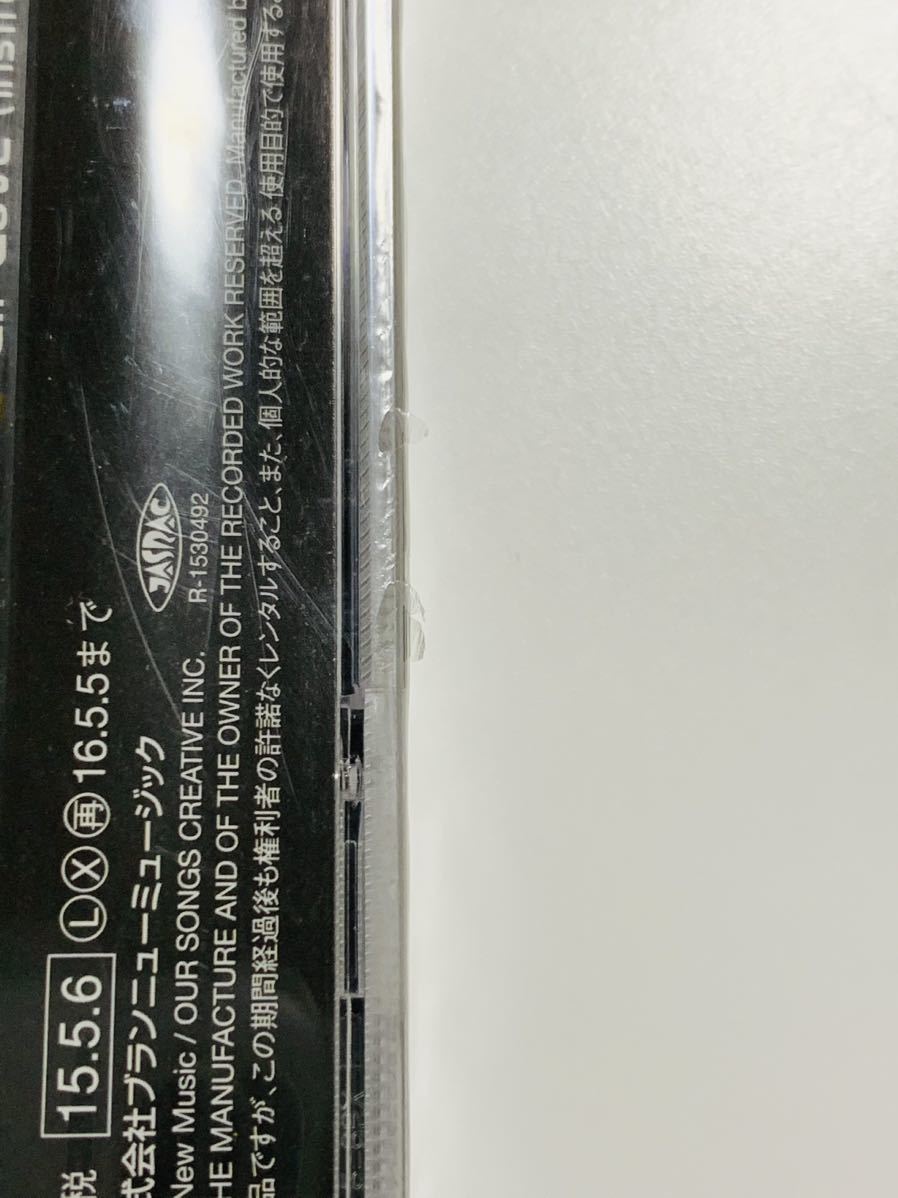 税 15.5.6 Ⓛ Ⓧ ㊞16.5.5まで
式会社ブランニューミュージック
JASRAC
R-1530492
New Music / OUR SONGS CREATIVE INC.
HE MANUFACTURE AND OF THE OWNER OF THE RECORDED WORK RESERVED. Manufactured b
品ですが、この期間経過後も権利者の許諾なくレンタルすること、また、個人的な範囲を超える使用目的で使用する